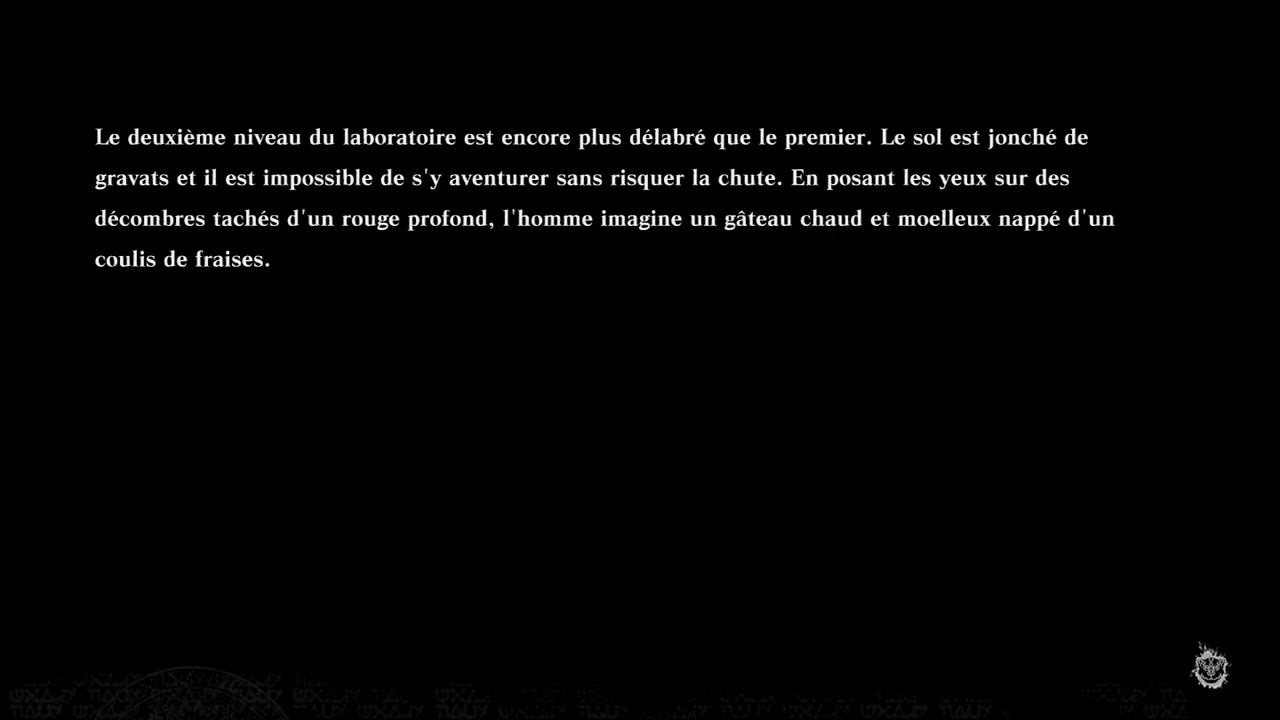 Le deuxième niveau du laboratoire est encore plus délabré que le premier. Le sol est jonché de
gravats et il est impossible de s'y aventurer sans risquer la chute. En posant les yeux sur des
décombres tachés d'un rouge profond, l'homme imagine un gâteau chaud et moelleux nappé d'un
coulis de fraises.